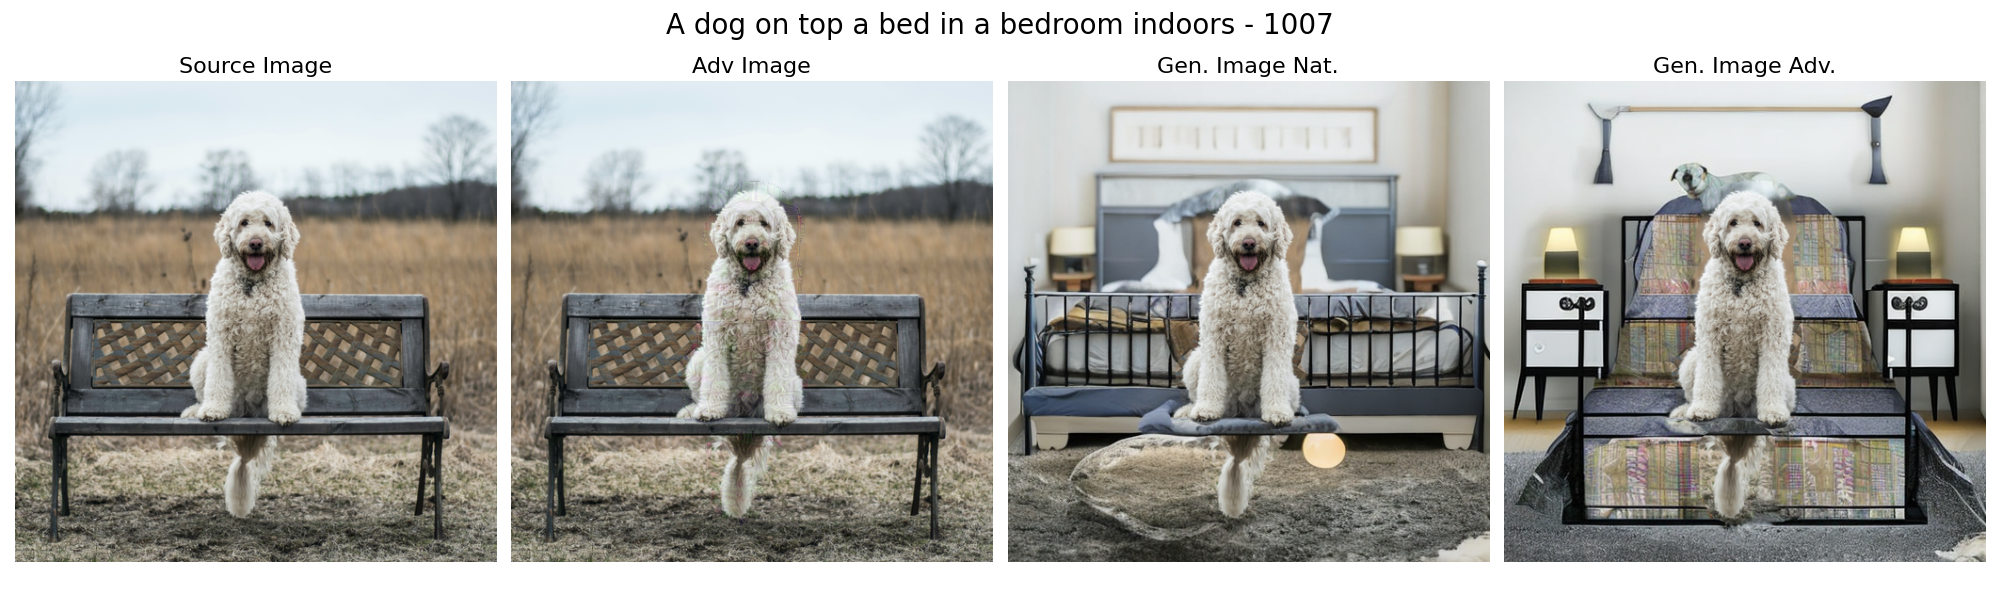 A dog on top a bed in a bedroom indoors - 1007
Source Image
Adv Image
Gen. Image Nat.
Gen. Image Adv.